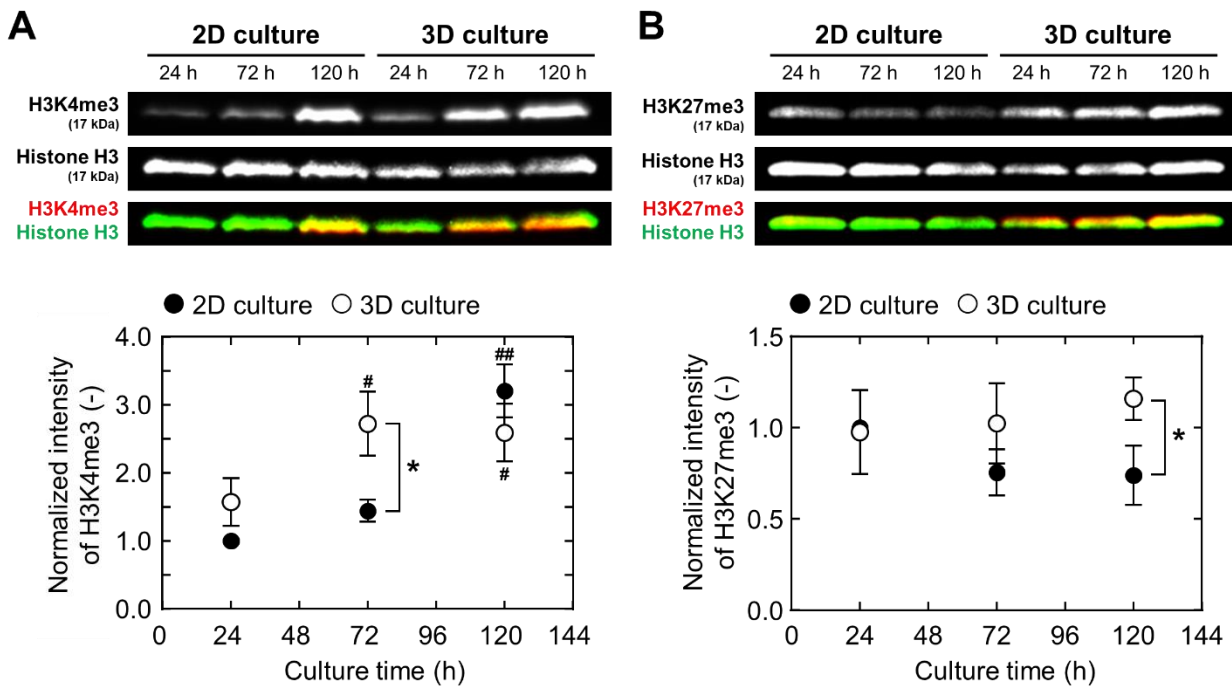 A
2D culture 3D culture
24 h 72 h 120 h 24 h 72 h 120 h
H3K4me3
(17 kDa)
Histone H3
(17 kDa)
H3K4me3
Histone H3
2D culture 3D culture
Normalized intensity
of H3K4me3 (-)
4.0
3.0
2.0
1.0
0.0
#
*
##
#
0 24 48 72 96 120 144
Culture time (h)
B
2D culture 3D culture
24 h 72 h 120 h 24 h 72 h 120 h
H3K27me3
(17 kDa)
Histone H3
(17 kDa)
H3K27me3
Histone H3
2D culture 3D culture
Normalized intensity
of H3K27me3 (-)
1.5
1.0
0.5
0.0
*
0 24 48 72 96 120 144
Culture time (h)